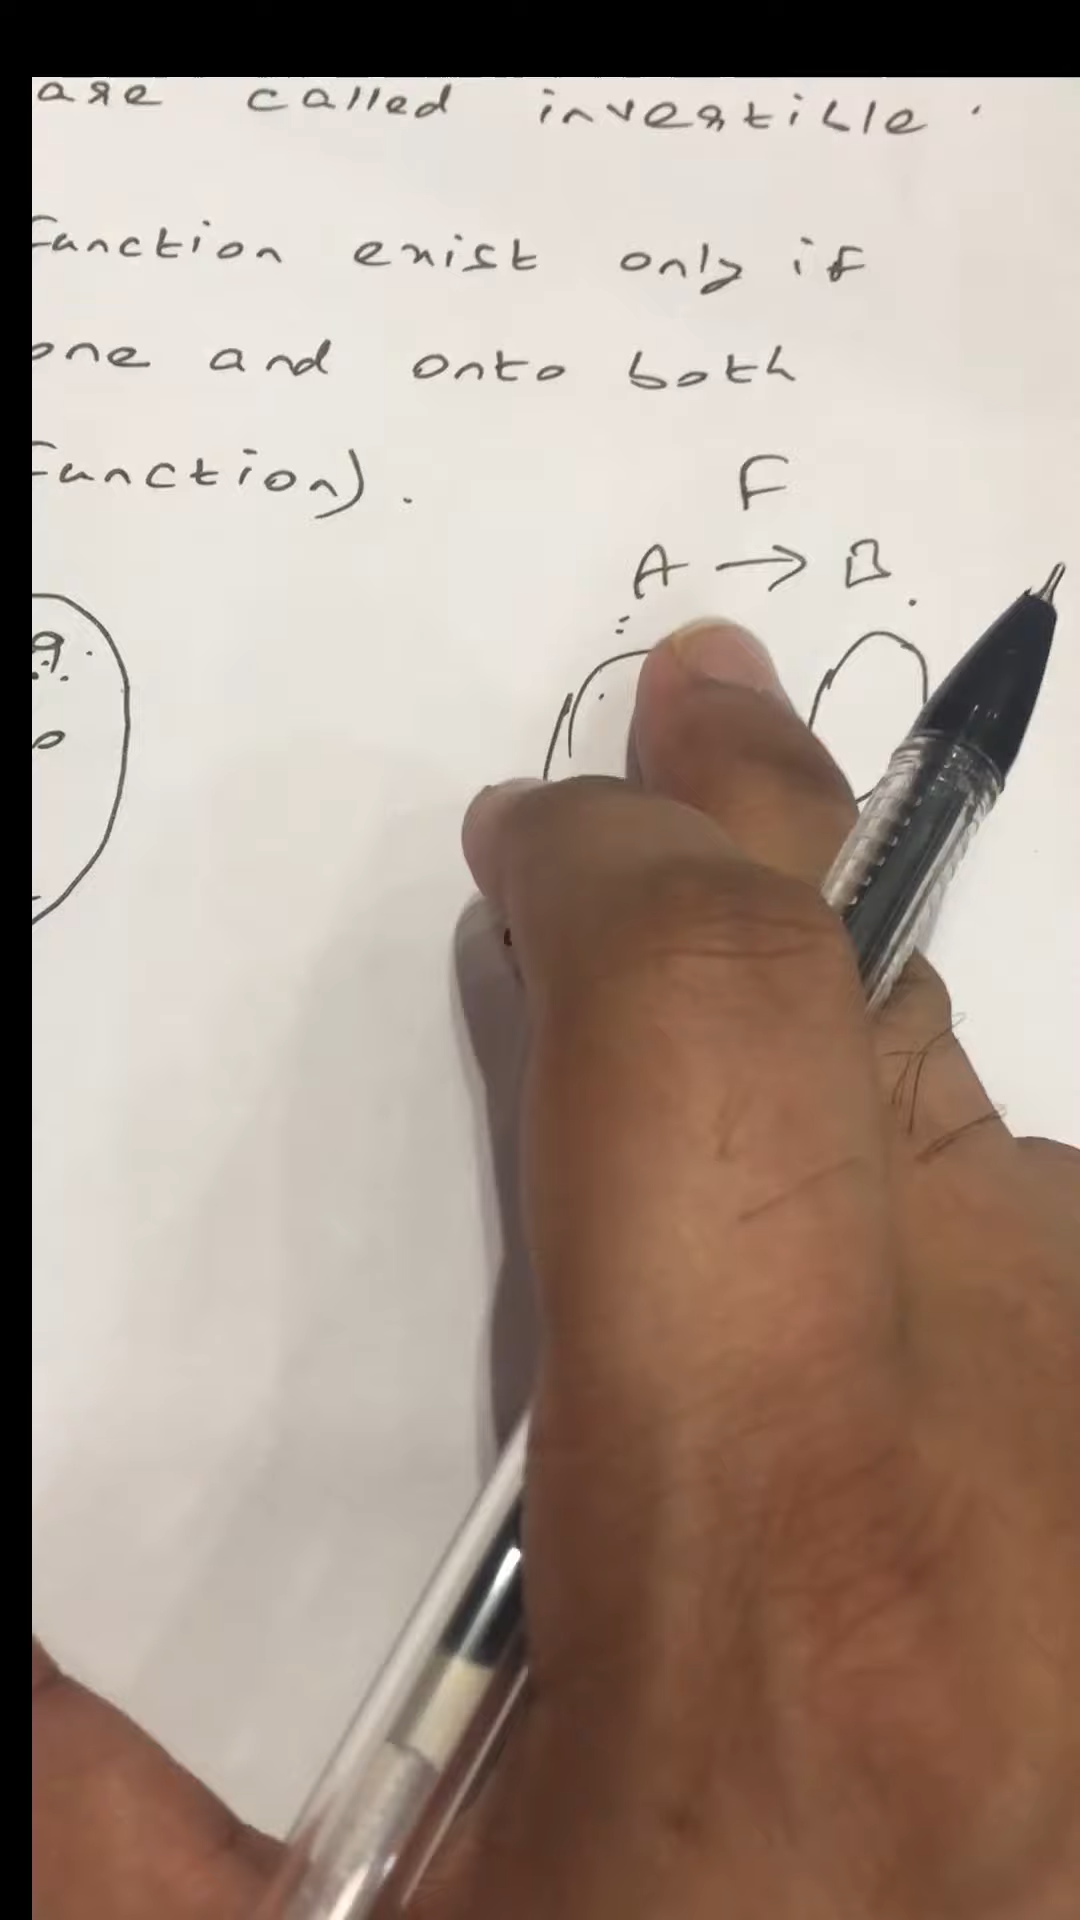 are called invertible.
function exist only if
one and onto both
function).
F
A → B